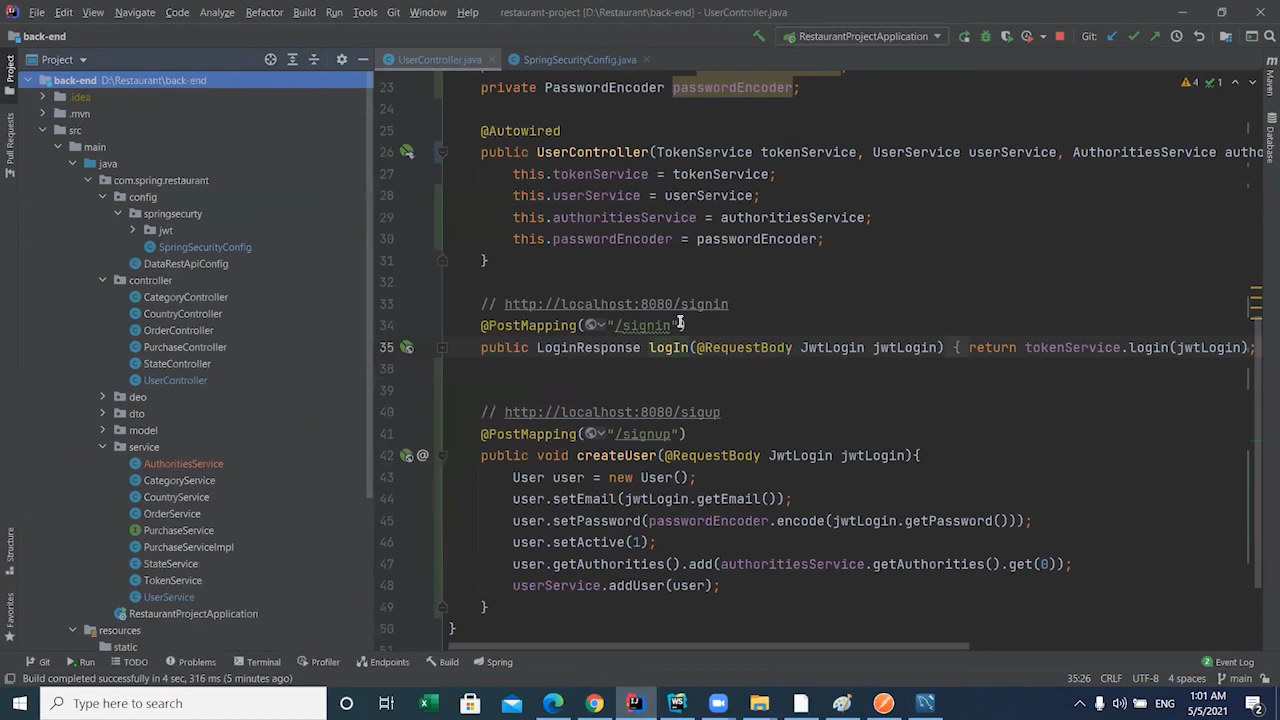 File Edit View Navigate Code Analyze Refactor Build Run Tools Git Window Help restaurant-project [D:\Restaurant\back-end] - UserController.java
back-end RestaurantProjectApplication Git:
Project UserController.java SpringSecurityConfig.java
Project
Pull Requests
Structure
Favorites
Maven
Database
back-end D:\Restaurant\back-end
.idea
.mvn
src
main
java
com.spring.restaurant
config
springsecurty
jwt
SpringSecurityConfig
DataRestApiConfig
controller
CategoryController
CountryController
OrderController
PurchaseController
StateController
UserController
deo
dto
model
service
AuthoritiesService
CategoryService
CountryService
OrderService
PurchaseService
PurchaseServiceImpl
StateService
TokenService
UserService
RestaurantProjectApplication
resources
static
4 1
23 private PasswordEncoder passwordEncoder;
24
25 @Autowired
26 public UserController(TokenService tokenService, UserService userService, AuthoritiesService autho
27 this.tokenService = tokenService;
28 this.userService = userService;
29 this.authoritiesService = authoritiesService;
30 this.passwordEncoder = passwordEncoder;
31 }
32
33 // http://localhost:8080/signin
34 @PostMapping("/signin")
35 public LoginResponse logIn(@RequestBody JwtLogin jwtLogin) { return tokenService.login(jwtLogin);
38
39
40 // http://localhost:8080/sigup
41 @PostMapping("/signup")
42 @ public void createUser(@RequestBody JwtLogin jwtLogin){
43 User user = new User();
44 user.setEmail(jwtLogin.getEmail());
45 user.setPassword(passwordEncoder.encode(jwtLogin.getPassword()));
46 user.setActive(1);
47 user.getAuthorities().add(authoritiesService.getAuthorities().get(0));
48 userService.addUser(user);
49 }
50 }
Git Run TODO Problems Terminal Profiler Endpoints Build Spring Event Log
Build completed successfully in 4 sec, 316 ms (5 minutes ago) 35:26 CRLF UTF-8 4 spaces main
Type here to search ENG 1:01 AM
5/5/2021 2